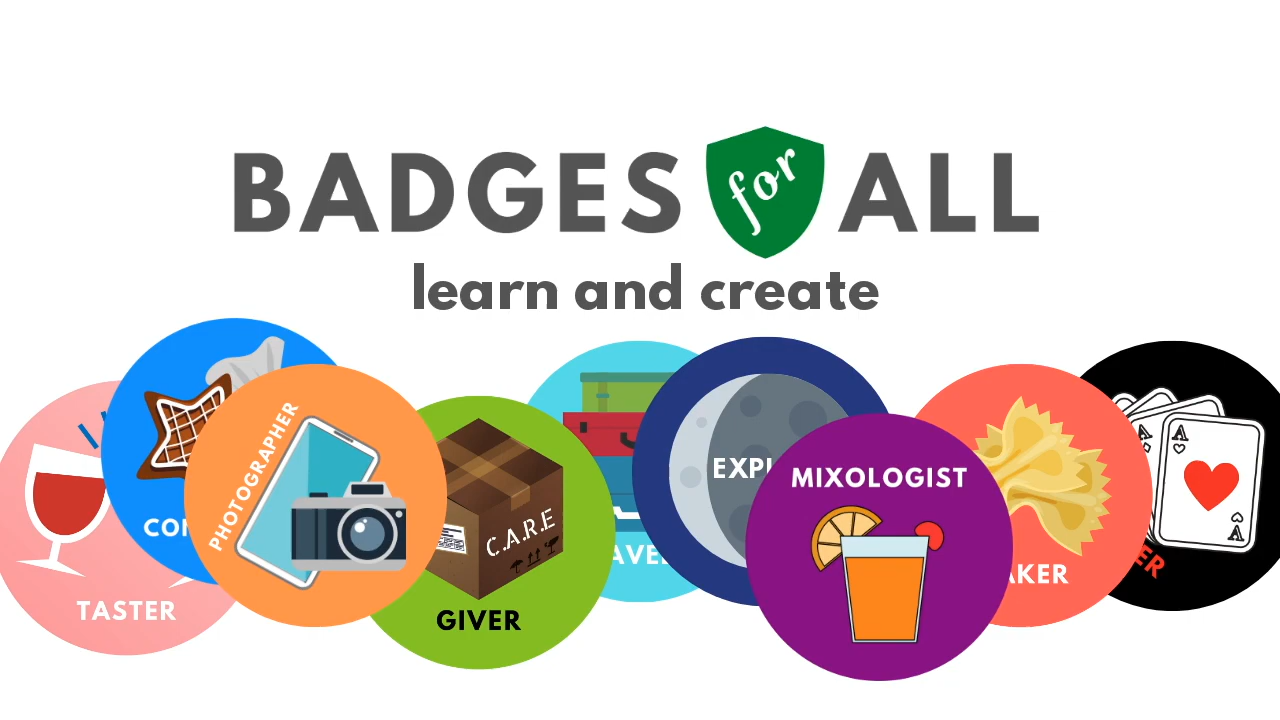 BADGES for ALL
learn and create
TASTER
PHOTOGRAPHER
C.A.R.E
GIVER
MIXOLOGIST
A
A